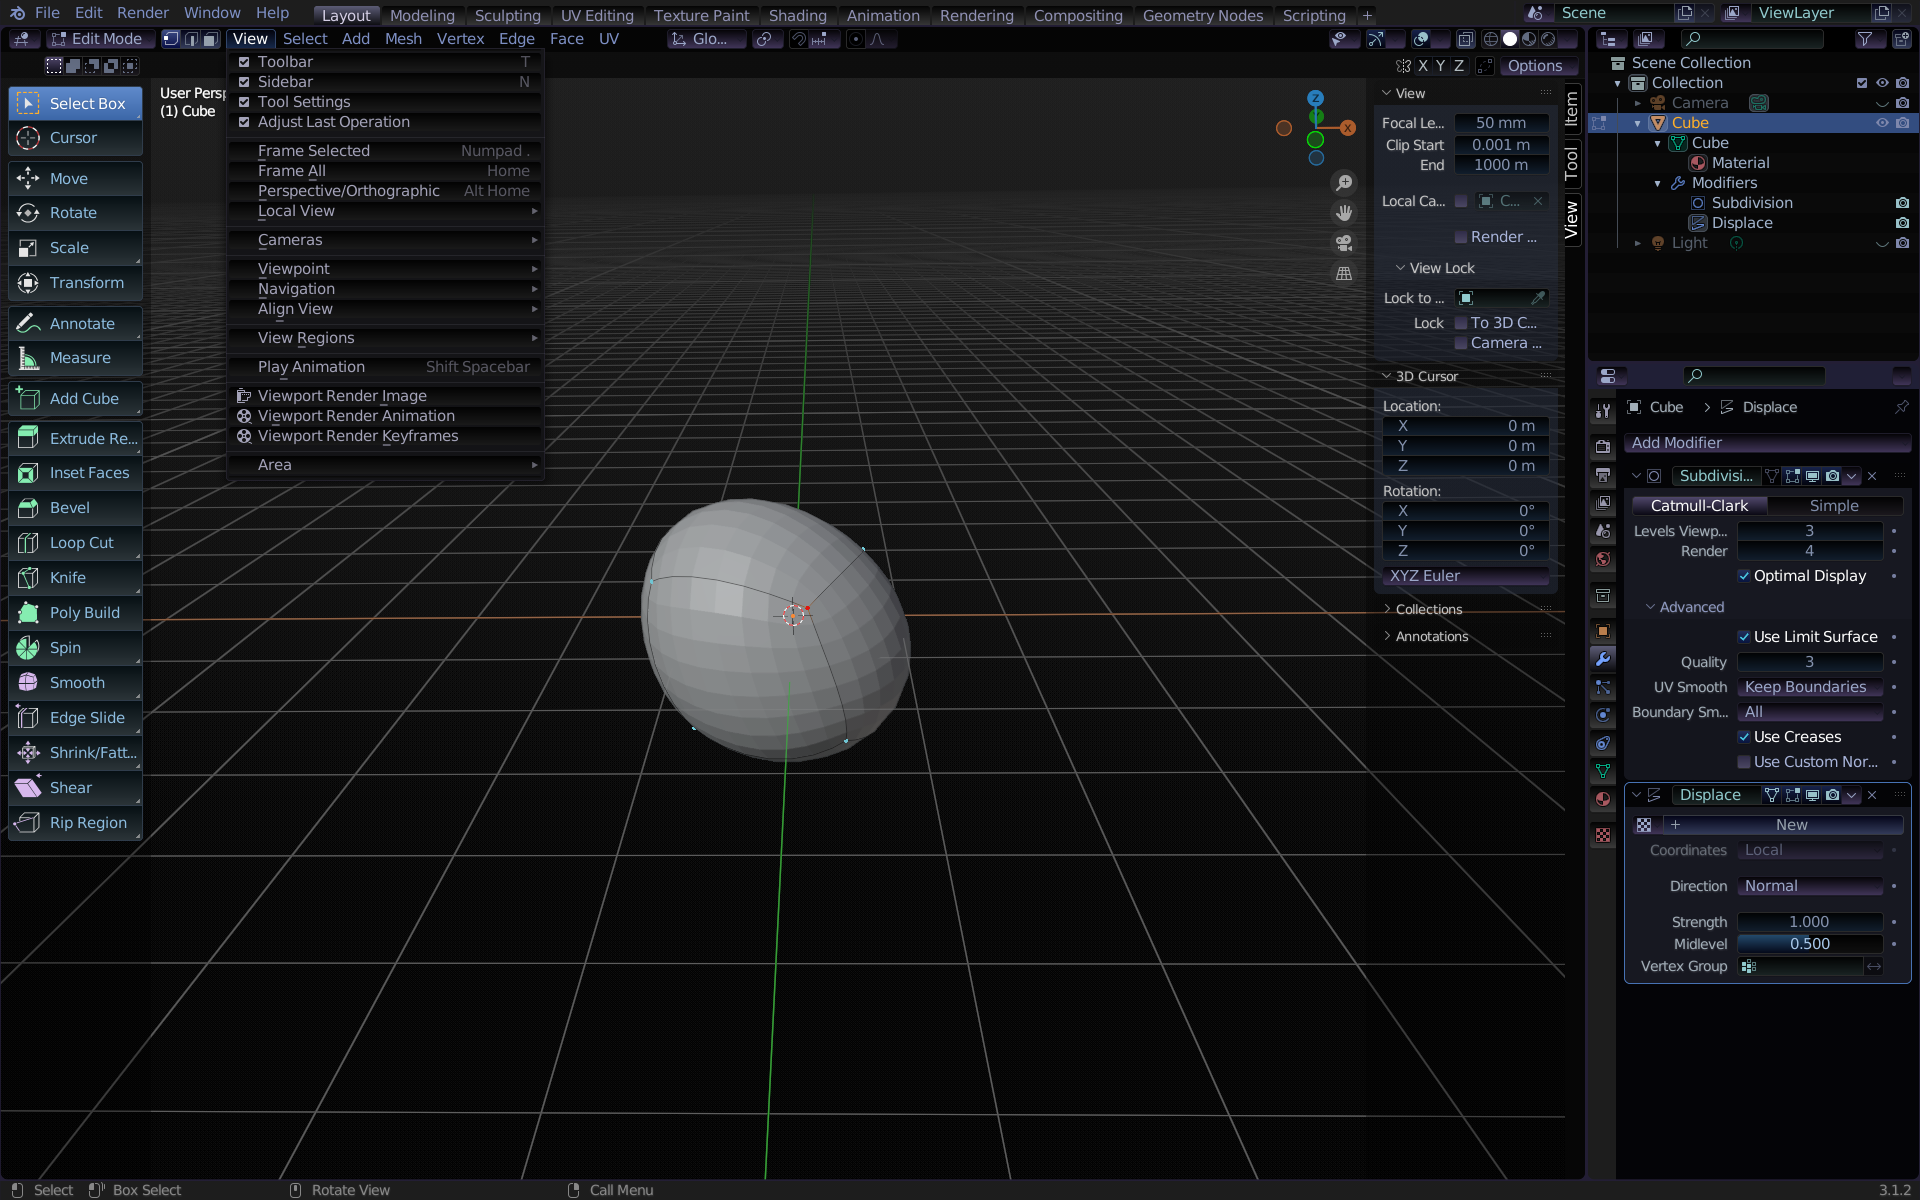 File Edit Render Window Help Layout Modeling Sculpting UV Editing Texture Paint Shading Animation Rendering Compositing Geometry Nodes Scripting + Scene ViewLayer
Edit Mode View Select Add Mesh Vertex Edge Face UV Glo...
X Y Z Options
User Persp
(1) Cube
Toolbar T
Sidebar N
Tool Settings
Adjust Last Operation
Frame Selected Numpad .
Frame All Home
Perspective/Orthographic Alt Home
Local View
Cameras
Viewpoint
Navigation
Align View
View Regions
Play Animation Shift Spacebar
Viewport Render Image
Viewport Render Animation
Viewport Render Keyframes
Area
Select Box
Cursor
Move
Rotate
Scale
Transform
Annotate
Measure
Add Cube
Extrude Re...
Inset Faces
Bevel
Loop Cut
Knife
Poly Build
Spin
Smooth
Edge Slide
Shrink/Fatt...
Shear
Rip Region
Z
X
View
Focal Le... 50 mm
Clip Start 0.001 m
End 1000 m
Local Ca... C...
Render ...
View Lock
Lock to ...
Lock To 3D C...
Camera ...
3D Cursor
Location:
X 0 m
Y 0 m
Z 0 m
Rotation:
X 0°
Y 0°
Z 0°
XYZ Euler
Collections
Annotations
Item
Tool
View
Scene Collection
Collection
Camera
Cube
Cube
Material
Modifiers
Subdivision
Displace
Light
Cube Displace
Add Modifier
Subdivisi...
Catmull-Clark Simple
Levels Viewp... 3
Render 4
Optimal Display
Advanced
Use Limit Surface
Quality 3
UV Smooth Keep Boundaries
Boundary Sm... All
Use Creases
Use Custom Nor...
Displace
+ New
Coordinates Local
Direction Normal
Strength 1.000
Midlevel 0.500
Vertex Group
Select Box Select Rotate View Call Menu 3.1.2